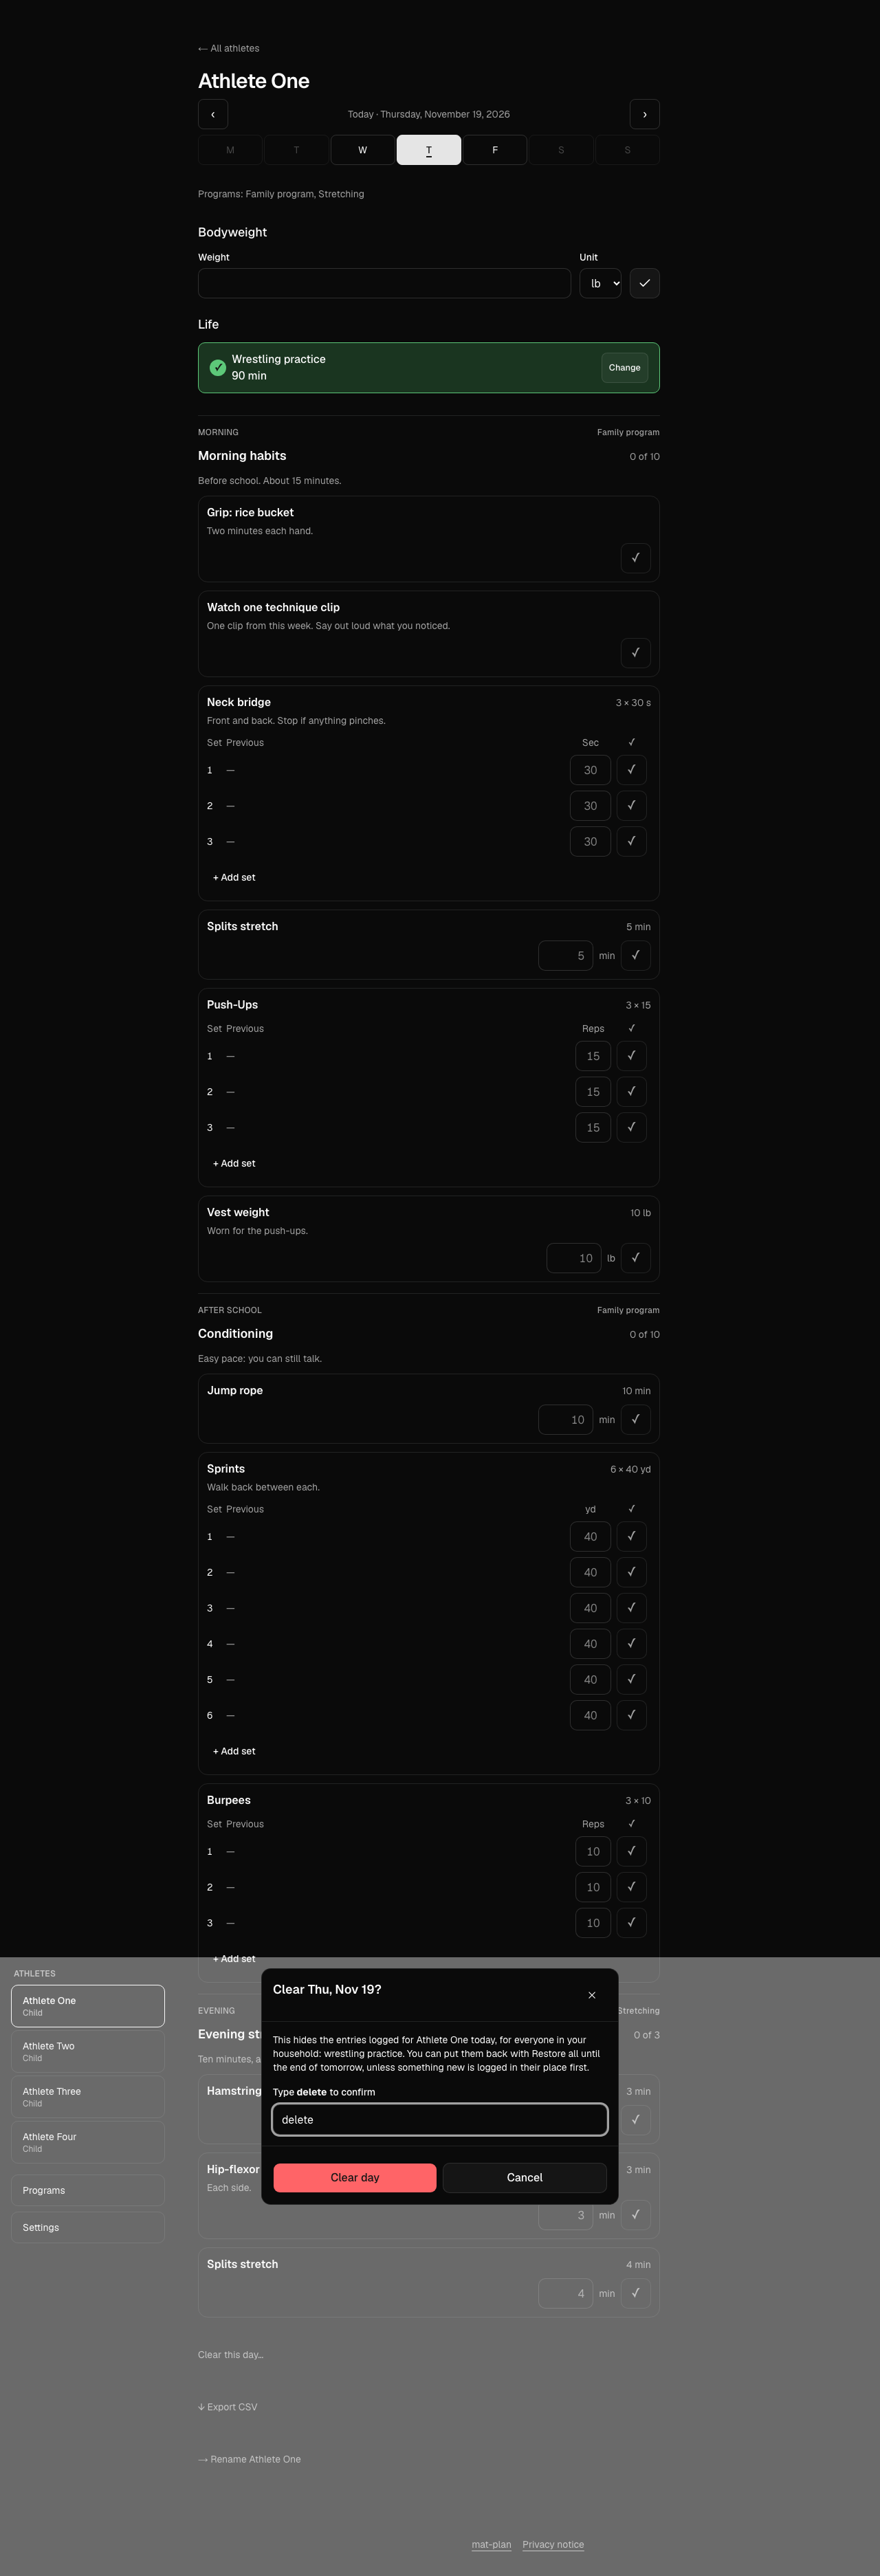 ← All athletes
Athlete One
‹
Today · Thursday, November 19, 2026
›
M T W T F S S
Programs: Family program, Stretching
Bodyweight
Weight Unit
lb ✓
Life
✓ Wrestling practice
90 min
Change
MORNING Family program
Morning habits 0 of 10
Before school. About 15 minutes.
Grip: rice bucket
Two minutes each hand.
✓
Watch one technique clip
One clip from this week. Say out loud what you noticed.
✓
Neck bridge 3 × 30 s
Front and back. Stop if anything pinches.
Set Previous Sec ✓
1 — 30 ✓
2 — 30 ✓
3 — 30 ✓
+ Add set
Splits stretch 5 min
5 min ✓
Push-Ups 3 × 15
Set Previous Reps ✓
1 — 15 ✓
2 — 15 ✓
3 — 15 ✓
+ Add set
Vest weight 10 lb
Worn for the push-ups.
10 lb ✓
AFTER SCHOOL Family program
Conditioning 0 of 10
Easy pace: you can still talk.
Jump rope 10 min
10 min ✓
Sprints 6 × 40 yd
Walk back between each.
Set Previous yd ✓
1 — 40 ✓
2 — 40 ✓
3 — 40 ✓
4 — 40 ✓
5 — 40 ✓
6 — 40 ✓
+ Add set
Burpees 3 × 10
Set Previous Reps ✓
1 — 10 ✓
2 — 10 ✓
3 — 10 ✓
+ Add set
ATHLETES
Athlete One
Child
Athlete Two
Child
Athlete Three
Child
Athlete Four
Child
Programs
Settings
EVENING Stretching
Evening 0 of 3
Ten minutes,
Hamstring 3 min
✓
Hip-flexor 3 min
Each side.
3 min ✓
Splits stretch 4 min
4 min ✓
Clear Thu, Nov 19?
×
This hides the entries logged for Athlete One today, for everyone in your
household: wrestling practice. You can put them back with Restore all until
the end of tomorrow, unless something new is logged in their place first.
Type delete to confirm
delete
Clear day Cancel
Clear this day…
↓ Export CSV
→ Rename Athlete One
mat-plan Privacy notice